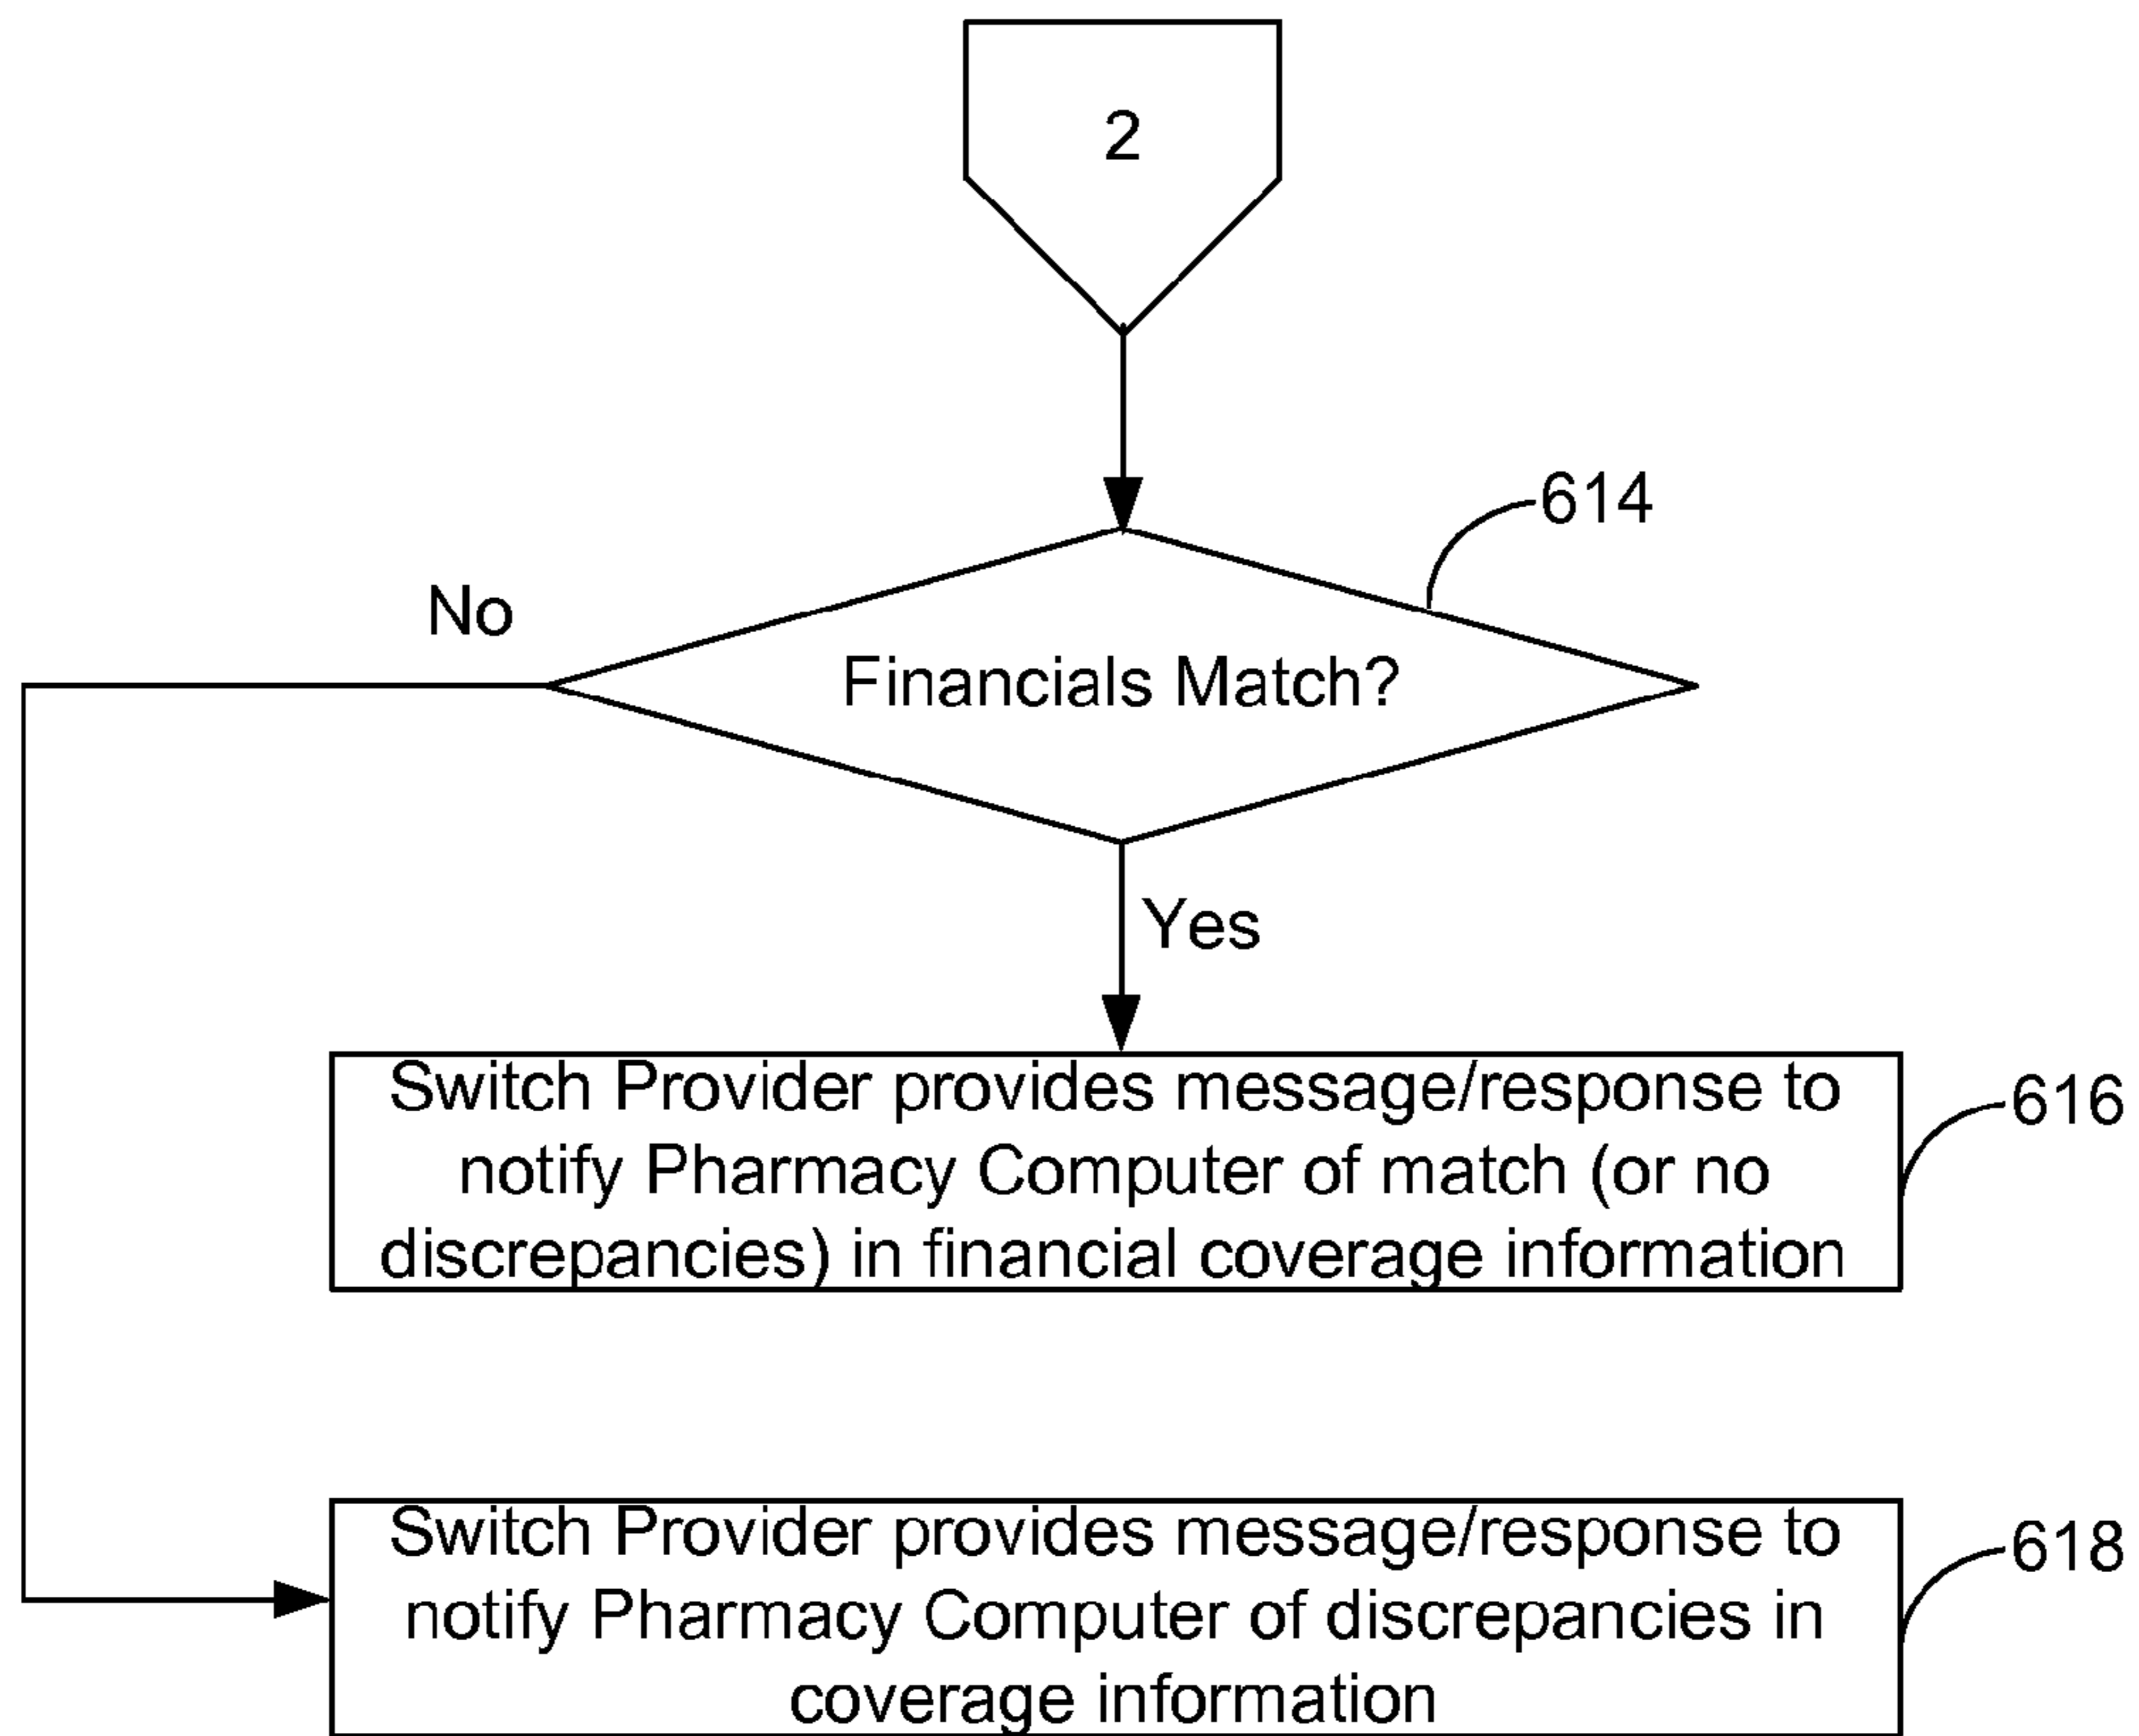 2
614
No
Financials Match?
Yes
Switch Provider provides message/response to
notify Pharmacy Computer of match (or no
discrepancies) in financial coverage information
616
Switch Provider provides message/response to
notify Pharmacy Computer of discrepancies in
coverage information
618